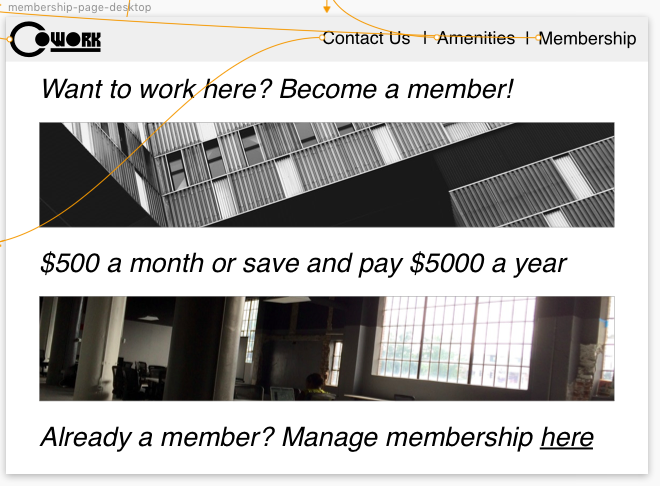 membership-page-desktop
COWORK
Contact Us | Amenities | Membership
Want to work here? Become a member!
$500 a month or save and pay $5000 a year
Already a member? Manage membership here